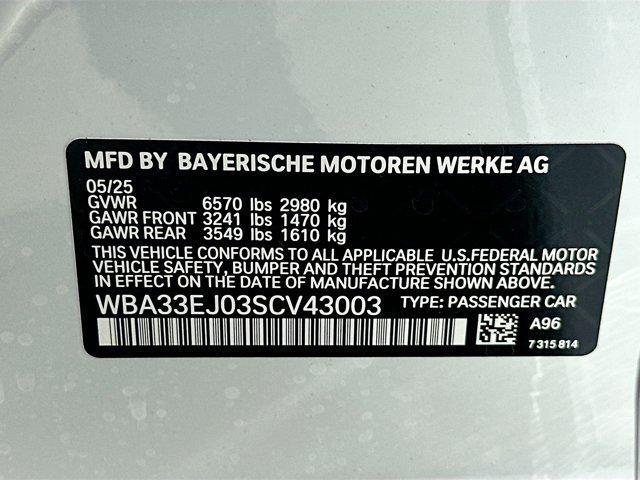 MFD BY BAYERISCHE MOTOREN WERKE AG
05/25
GVWR 6570 lbs 2980 kg
GAWR FRONT 3241 lbs 1470 kg
GAWR REAR 3549 lbs 1610 kg
THIS VEHICLE CONFORMS TO ALL APPLICABLE U.S.FEDERAL MOTOR
VEHICLE SAFETY, BUMPER AND THEFT PREVENTION STANDARDS
IN EFFECT ON THE DATE OF MANUFACTURE SHOWN ABOVE.
WBA33EJ03SCV43003 TYPE: PASSENGER CAR
A96
7 315 814